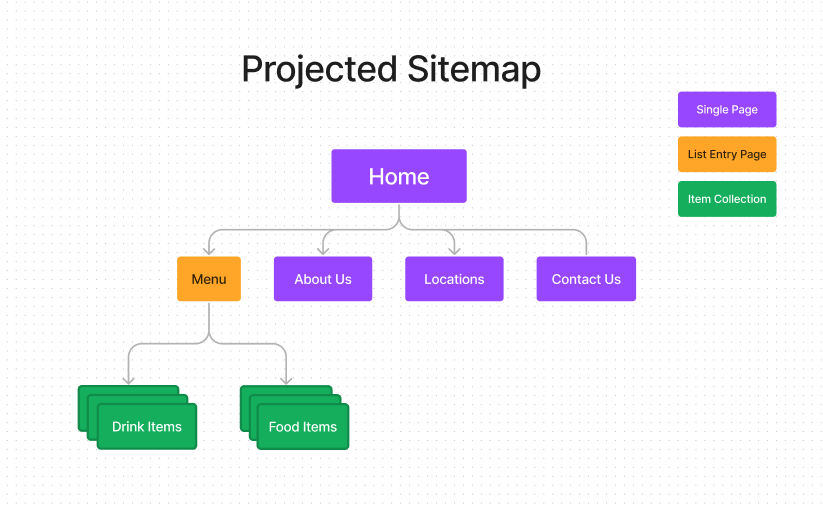 Projected Sitemap
Single Page
List Entry Page
Item Collection
Home
Menu
About Us
Locations
Contact Us
Drink Items
Food Items